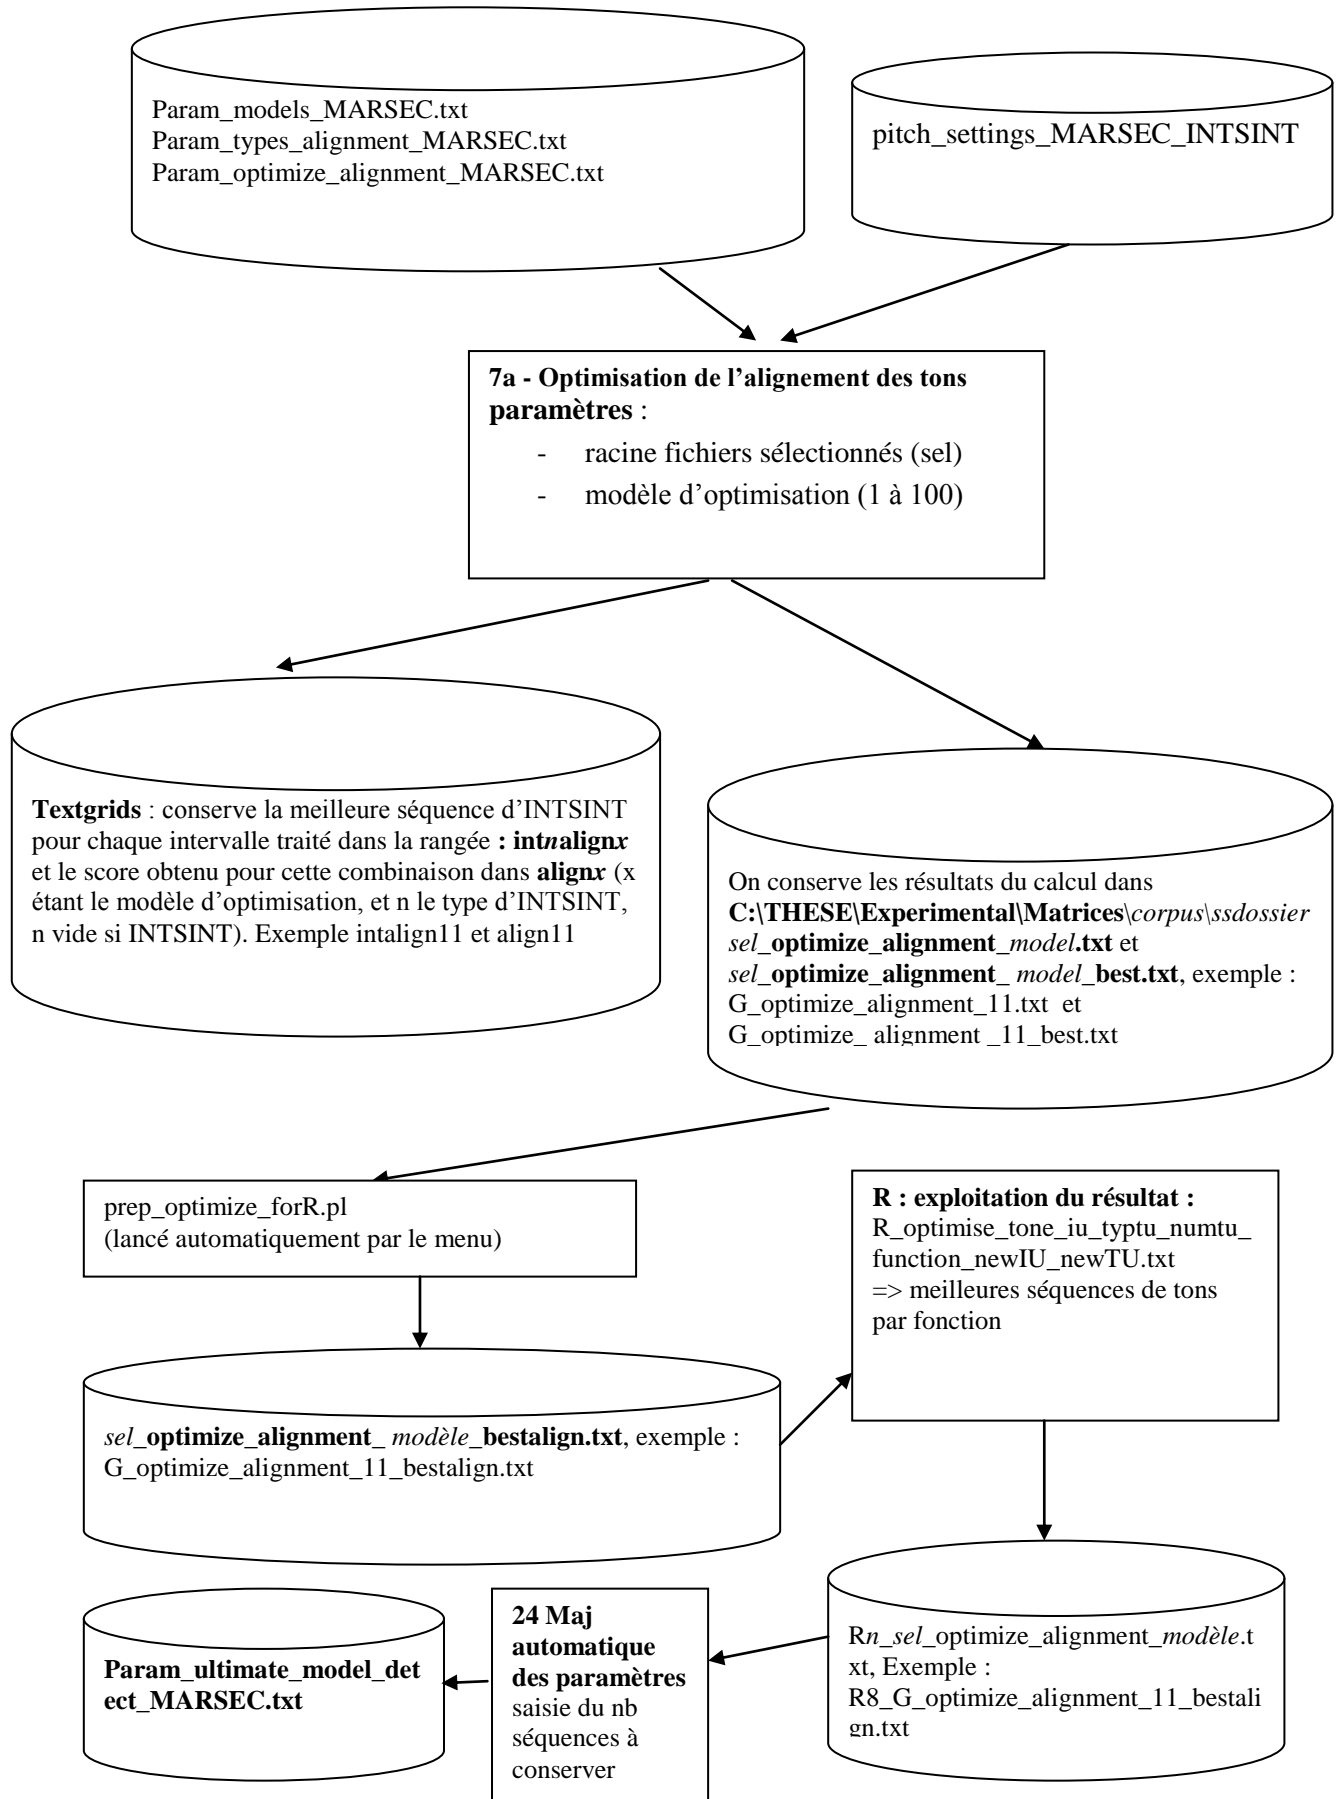 Param_models_MARSEC.txt
Param_types_alignment_MARSEC.txt
Param_optimize_alignment_MARSEC.txt
pitch_settings_MARSEC_INTSINT
7a - Optimisation de l’alignement des tons
paramètres :
- racine fichiers sélectionnés (sel)
- modèle d’optimisation (1 à 100)
Textgrids : conserve la meilleure séquence d’INTSINT
pour chaque intervalle traité dans la rangée : intnalignx
et le score obtenu pour cette combinaison dans alignx (x
étant le modèle d’optimisation, et n le type d’INTSINT,
n vide si INTSINT). Exemple intalign11 et align11
On conserve les résultats du calcul dans
C:\THESE\Experimental\Matrices\corpus\ssdossier
sel_optimize_alignment_model.txt et
sel_optimize_alignment_ model_best.txt, exemple :
G_optimize_alignment_11.txt et
G_optimize_ alignment _11_best.txt
prep_optimize_forR.pl
(lancé automatiquement par le menu)
R : exploitation du résultat :
R_optimise_tone_iu_typtu_numtu_
function_newIU_newTU.txt
=> meilleures séquences de tons
par fonction
sel_optimize_alignment_ modèle_bestalign.txt, exemple :
G_optimize_alignment_11_bestalign.txt
Param_ultimate_model_det
ect_MARSEC.txt
24 Maj
automatique
des paramètres
saisie du nb
séquences à
conserver
Rn_sel_optimize_alignment_modèle.t
xt, Exemple :
R8_G_optimize_alignment_11_bestali
gn.txt